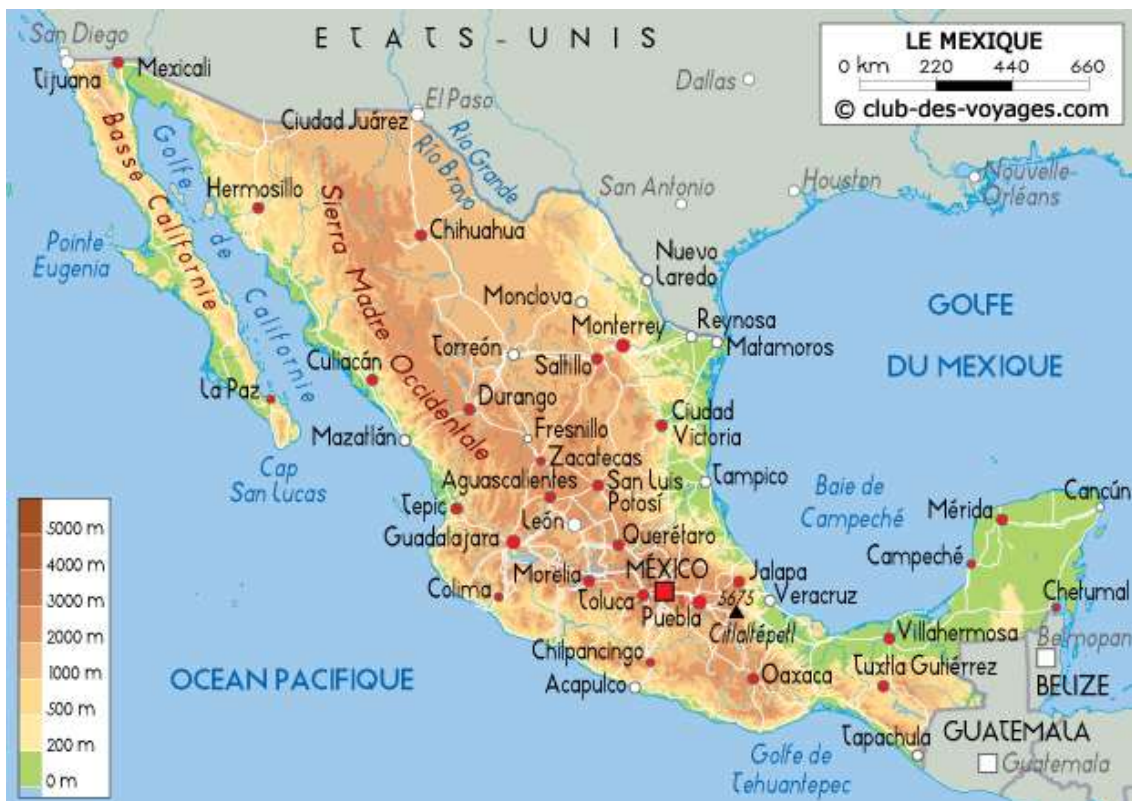 San Diego
Tijuana
Mexicali
ETATS-UNIS
LE MEXIQUE
0 km 220 440 660
© club-des-voyages.com
Dallas
El Paso
Ciudad Juárez
Río Grande
Río Bravo
Basse Californie
Golfe de Californie
Hermosillo
Sierra Madre Occidentale
San Antonio
Houston
Nouvelle-
Orléans
Pointe
Eugenia
Chihuahua
Nuevo
Laredo
Monclova
GOLFE
DU MEXIQUE
Monterrey
Reynosa
Matamoros
Torreón
Saltillo
Culiacán
La Paz
Durango
Ciudad
Victoria
Mazatlán
Fresnillo
Zacatecas
Cap
San Lucas
Aguascalientes
San Luis
Potosí
Tampico
Baie de
Campeché
Cancún
Mérida
Tepic
León
Guadalajara
Querétaro
Campeché
Morelia
MÉXICO
Jalapa
Colima
Toluca
5675
Veracruz
Chetumal
Puebla
Citlaltépetl
Villahermosa
Belmopan
Chilpancingo
Oaxaca
Tuxtla Gutiérrez
OCEAN PACIFIQUE
Acapulco
BELIZE
Tapachula
GUATEMALA
Golfe de
Tehuantepec
Guatemala
5000 m
4000 m
3000 m
2000 m
1000 m
500 m
200 m
0 m